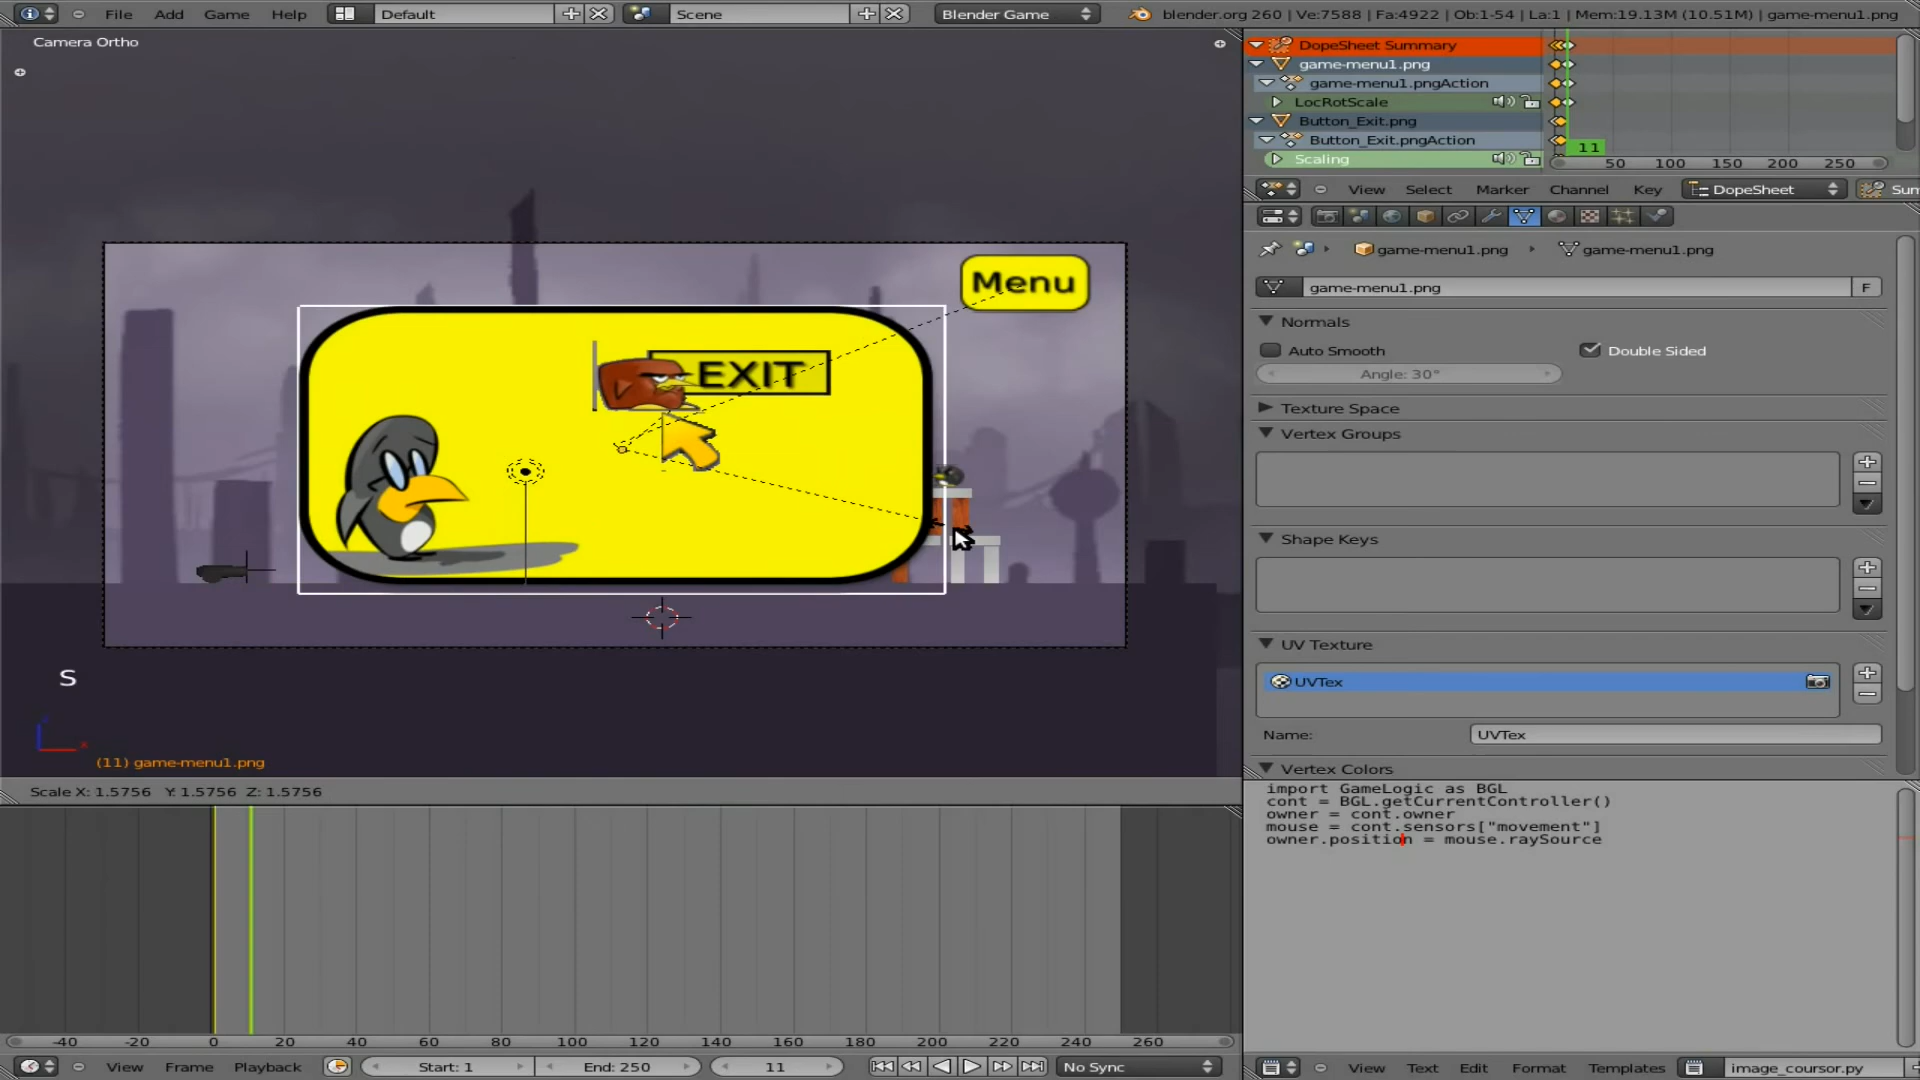 File Add Game Help Default Scene Blender Game blender.org 260 | Ve:7588 | Fa:4922 | Ob:1-54 | La:1 | Mem:19.13M (10.51M) | game-menu1.png
Camera Ortho
Menu
EXIT
S
(11) game-menu1.png
Scale X: 1.5756 Y: 1.5756 Z: 1.5756
-40 -20 0 20 40 60 80 100 120 140 160 180 200 220 240 260
View Frame Playback Start: 1 End: 250 11 No Sync
DopeSheet Summary
game-menu1.png
game-menu1.pngAction
LocRotScale
Button_Exit.png
Button_Exit.pngAction
Scaling
11 50 100 150 200 250
View Select Marker Channel Key DopeSheet Sum
game-menu1.png game-menu1.png
game-menu1.png F
Normals
Auto Smooth Double Sided
Angle: 30°
Texture Space
Vertex Groups
Shape Keys
UV Texture
UVTex
Name: UVTex
Vertex Colors
import GameLogic as BGL
cont = BGL.getCurrentController()
owner = cont.owner
mouse = cont.sensors["movement"]
owner.position = mouse.raySource
View Text Edit Format Templates image_coursor.py